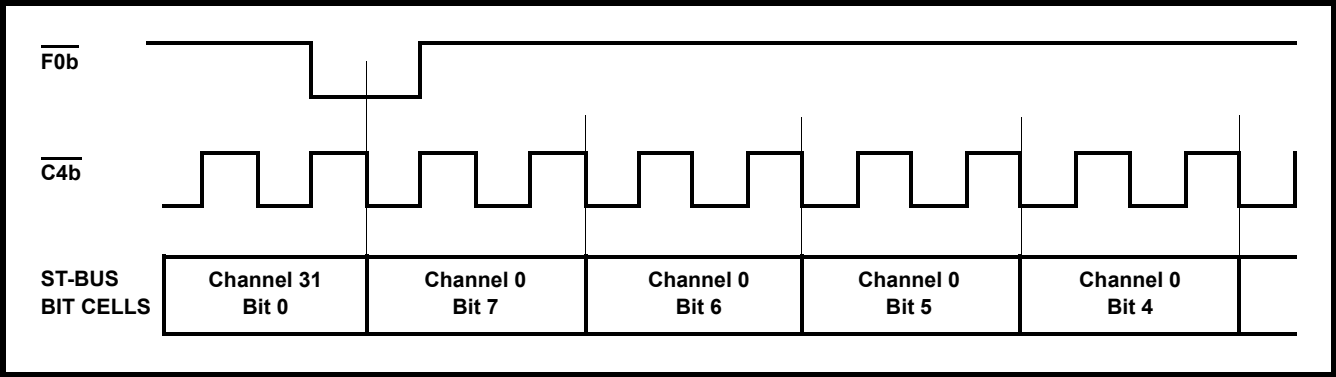 F0b
C4b
ST-BUS
BIT CELLS
Channel 31
Bit 0
Channel 0
Bit 7
Channel 0
Bit 6
Channel 0
Bit 5
Channel 0
Bit 4